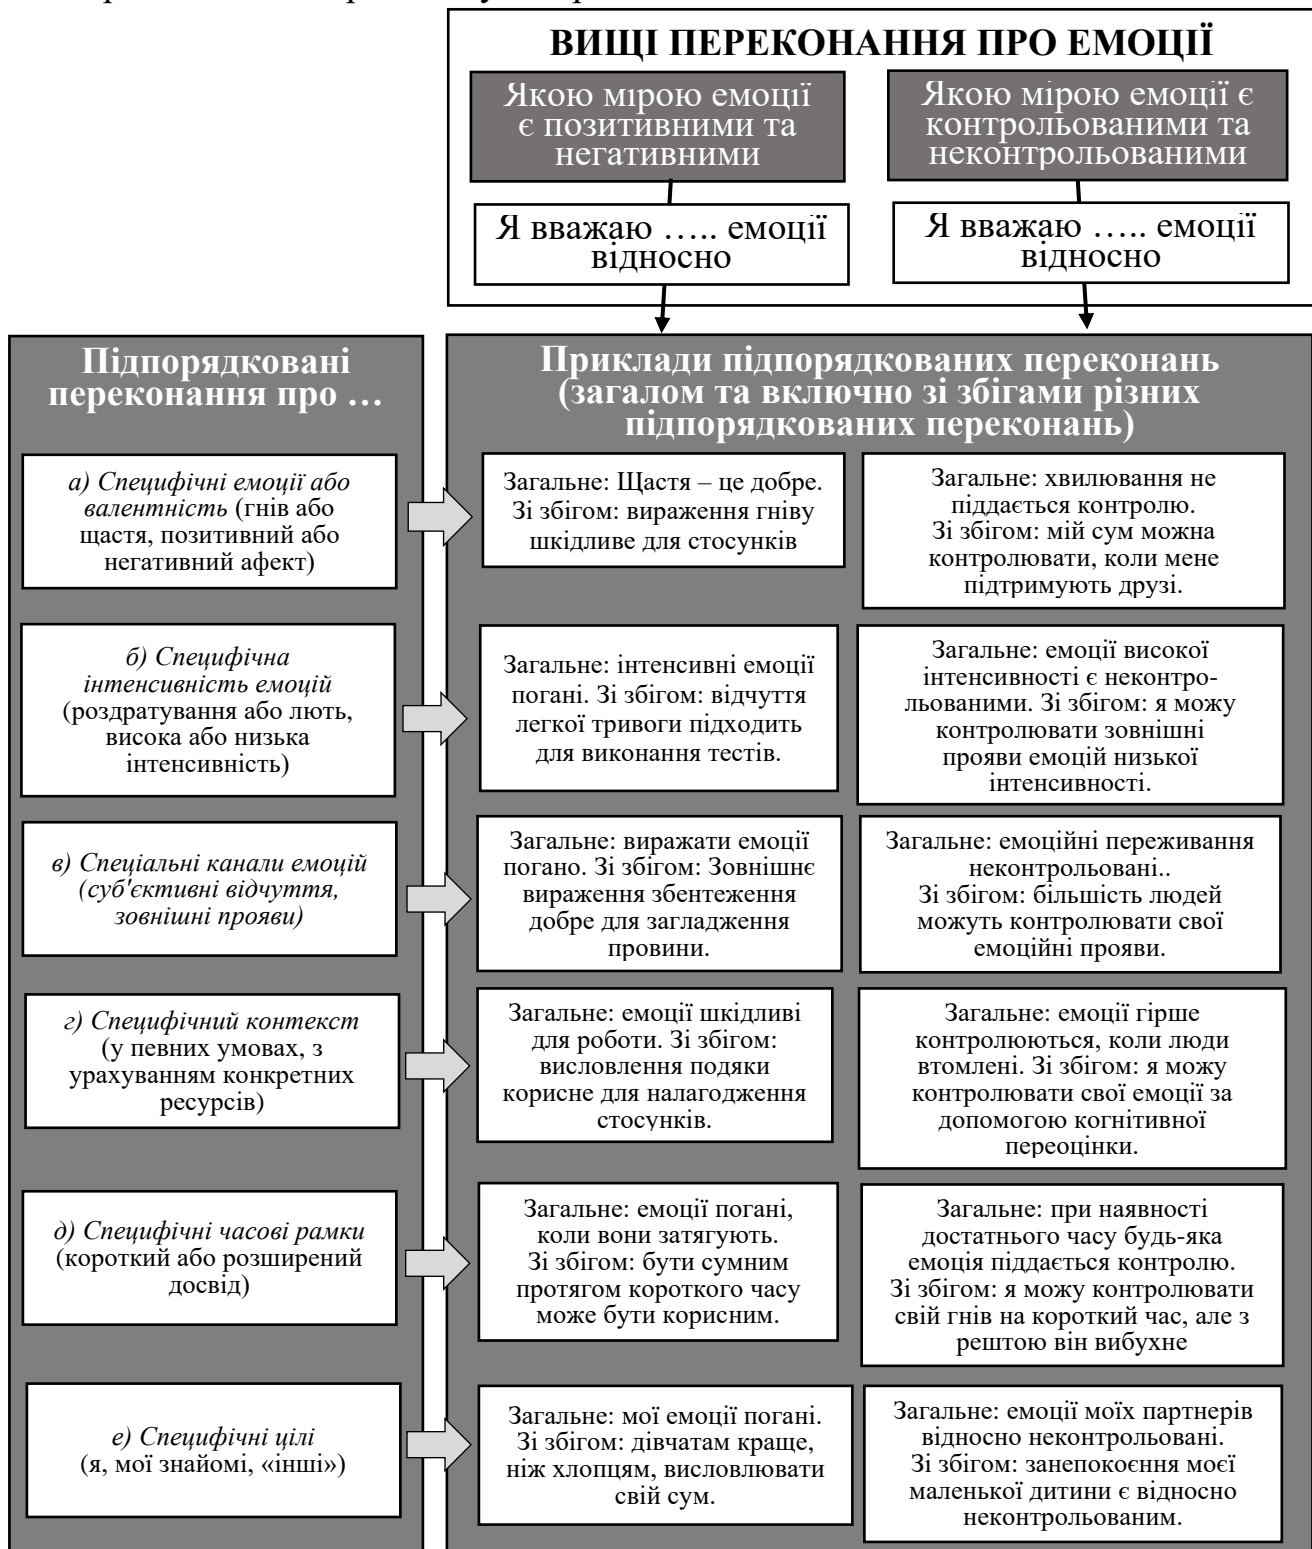 ВИЩІ ПЕРЕКОНАННЯ ПРО ЕМОЦІЇ
Якою мірою емоції
є позитивними та
негативними
Якою мірою емоції є
контрольованими та
неконтрольованими
Я вважаю ….. емоції
відносно
Я вважаю ….. емоції
відносно
Підпорядковані
переконання про …
Приклади підпорядкованих переконань
(загалом та включно зі збігами різних
підпорядкованих переконань)
а) Специфічні емоції або
валентність (гнів або
щастя, позитивний або
негативний афект)
Загальне: Щастя – це добре.
Зі збігом: вираження гніву
шкідливе для стосунків
Загальне: хвилювання не
піддається контролю.
Зі збігом: мій сум можна
контролювати, коли мене
підтримують друзі.
б) Специфічна
інтенсивність емоцій
(роздратування або лють,
висока або низька
інтенсивність)
Загальне: інтенсивні емоції
погані. Зі збігом: відчуття
легкої тривоги підходить
для виконання тестів.
Загальне: емоції високої
інтенсивності є неконтро-
льованими. Зі збігом: я можу
контролювати зовнішні
прояви емоцій низької
інтенсивності.
в) Спеціальні канали емоцій
(суб'єктивні відчуття,
зовнішні прояви)
Загальне: виражати емоції
погано. Зі збігом: Зовнішнє
вираження збентеження
добре для загладження
провини.
Загальне: емоційні переживання
неконтрольовані..
Зі збігом: більшість людей
можуть контролювати свої
емоційні прояви.
г) Специфічний контекст
(у певних умовах, з
урахуванням конкретних
ресурсів)
Загальне: емоції шкідливі
для роботи. Зі збігом:
висловлення подяки
корисне для налагодження
стосунків.
Загальне: емоції гірше
контролюються, коли люди
втомлені. Зі збігом: я можу
контролювати свої емоції за
допомогою когнітивної
переоцінки.
д) Специфічні часові рамки
(короткий або розширений
досвід)
Загальне: емоції погані,
коли вони затягують.
Зі збігом: бути сумним
протягом короткого часу
може бути корисним.
Загальне: при наявності
достатнього часу будь-яка
емоція піддається контролю.
Зі збігом: я можу контролювати
свій гнів на короткий час, але з
рештою він вибухне
е) Специфічні цілі
(я, мої знайомі, «інші»)
Загальне: мої емоції погані.
Зі збігом: дівчатам краще,
ніж хлопцям, висловлювати
свій сум.
Загальне: емоції моїх партнерів
відносно неконтрольовані.
Зі збігом: занепокоєння моєї
маленької дитини є відносно
неконтрольованим.